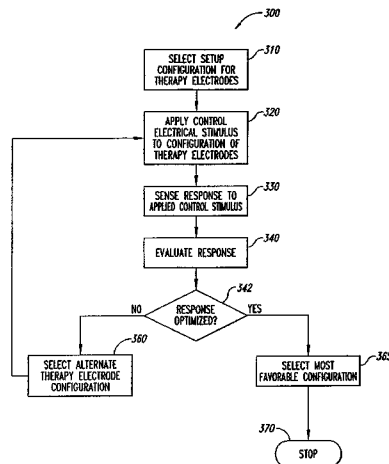 300
310
SELECT SETUP
CONFIGURATION FOR
THERAPY ELECTRODES
320
APPLY CONTROL
ELECTRICAL STIMULUS
TO CONFIGURATION OF
THERAPY ELECTRODES
330
SENSE RESPONSE TO
APPLIED CONTROL STIMULUS
340
EVALUATE RESPONSE
342
NO
RESPONSE
OPTIMIZED?
YES
360
SELECT ALTERNATE
THERAPY ELECTRODE
CONFIGURATION
365
SELECT MOST
FAVORABLE CONFIGURATION
370
STOP